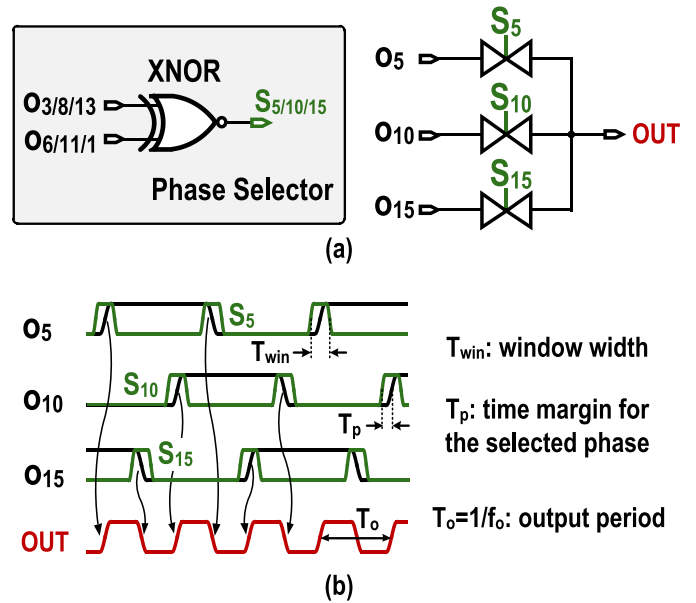 XNOR
O3/8/13
O6/11/1
S5/10/15
Phase Selector
O5
S5
O10
S10
O15
S15
OUT
(a)
O5
S5
Twin
Twin: window width
O10
S10
Tp
Tp: time margin for
the selected phase
O15
S15
OUT
To
To=1/fo: output period
(b)